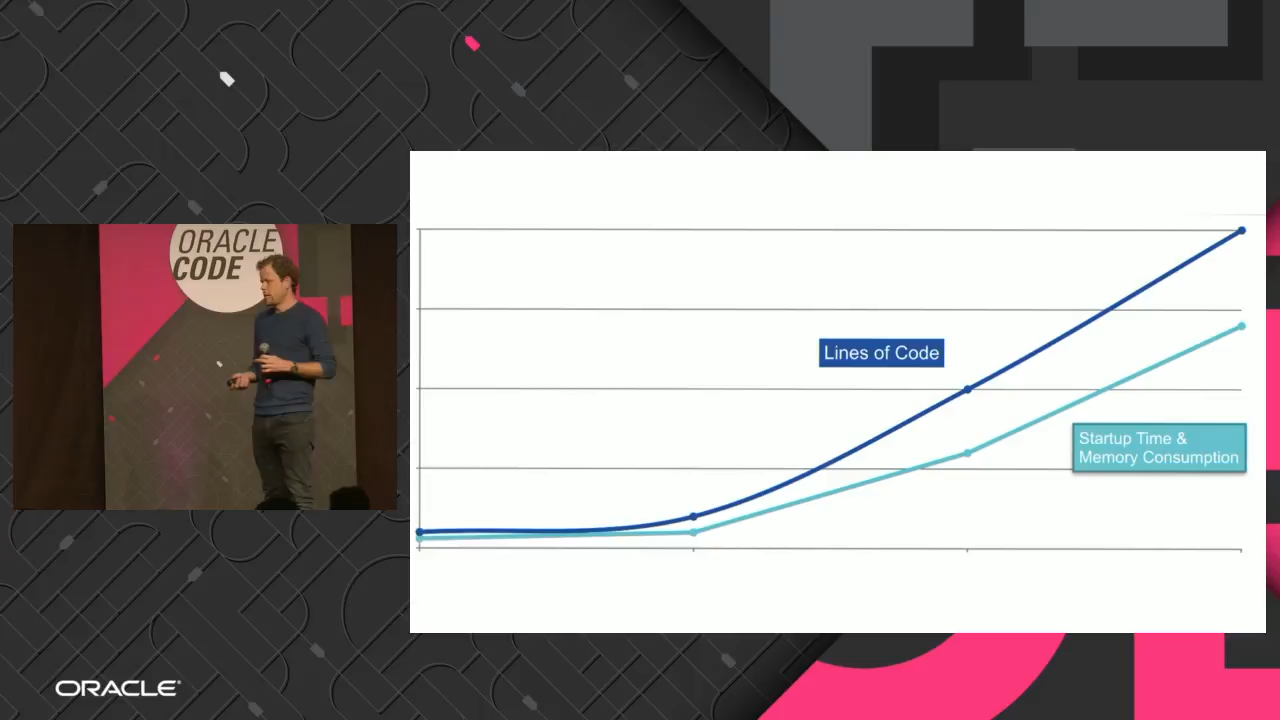 ORACLE
CODE
Lines of Code
Startup Time &
Memory Consumption
ORACLE®